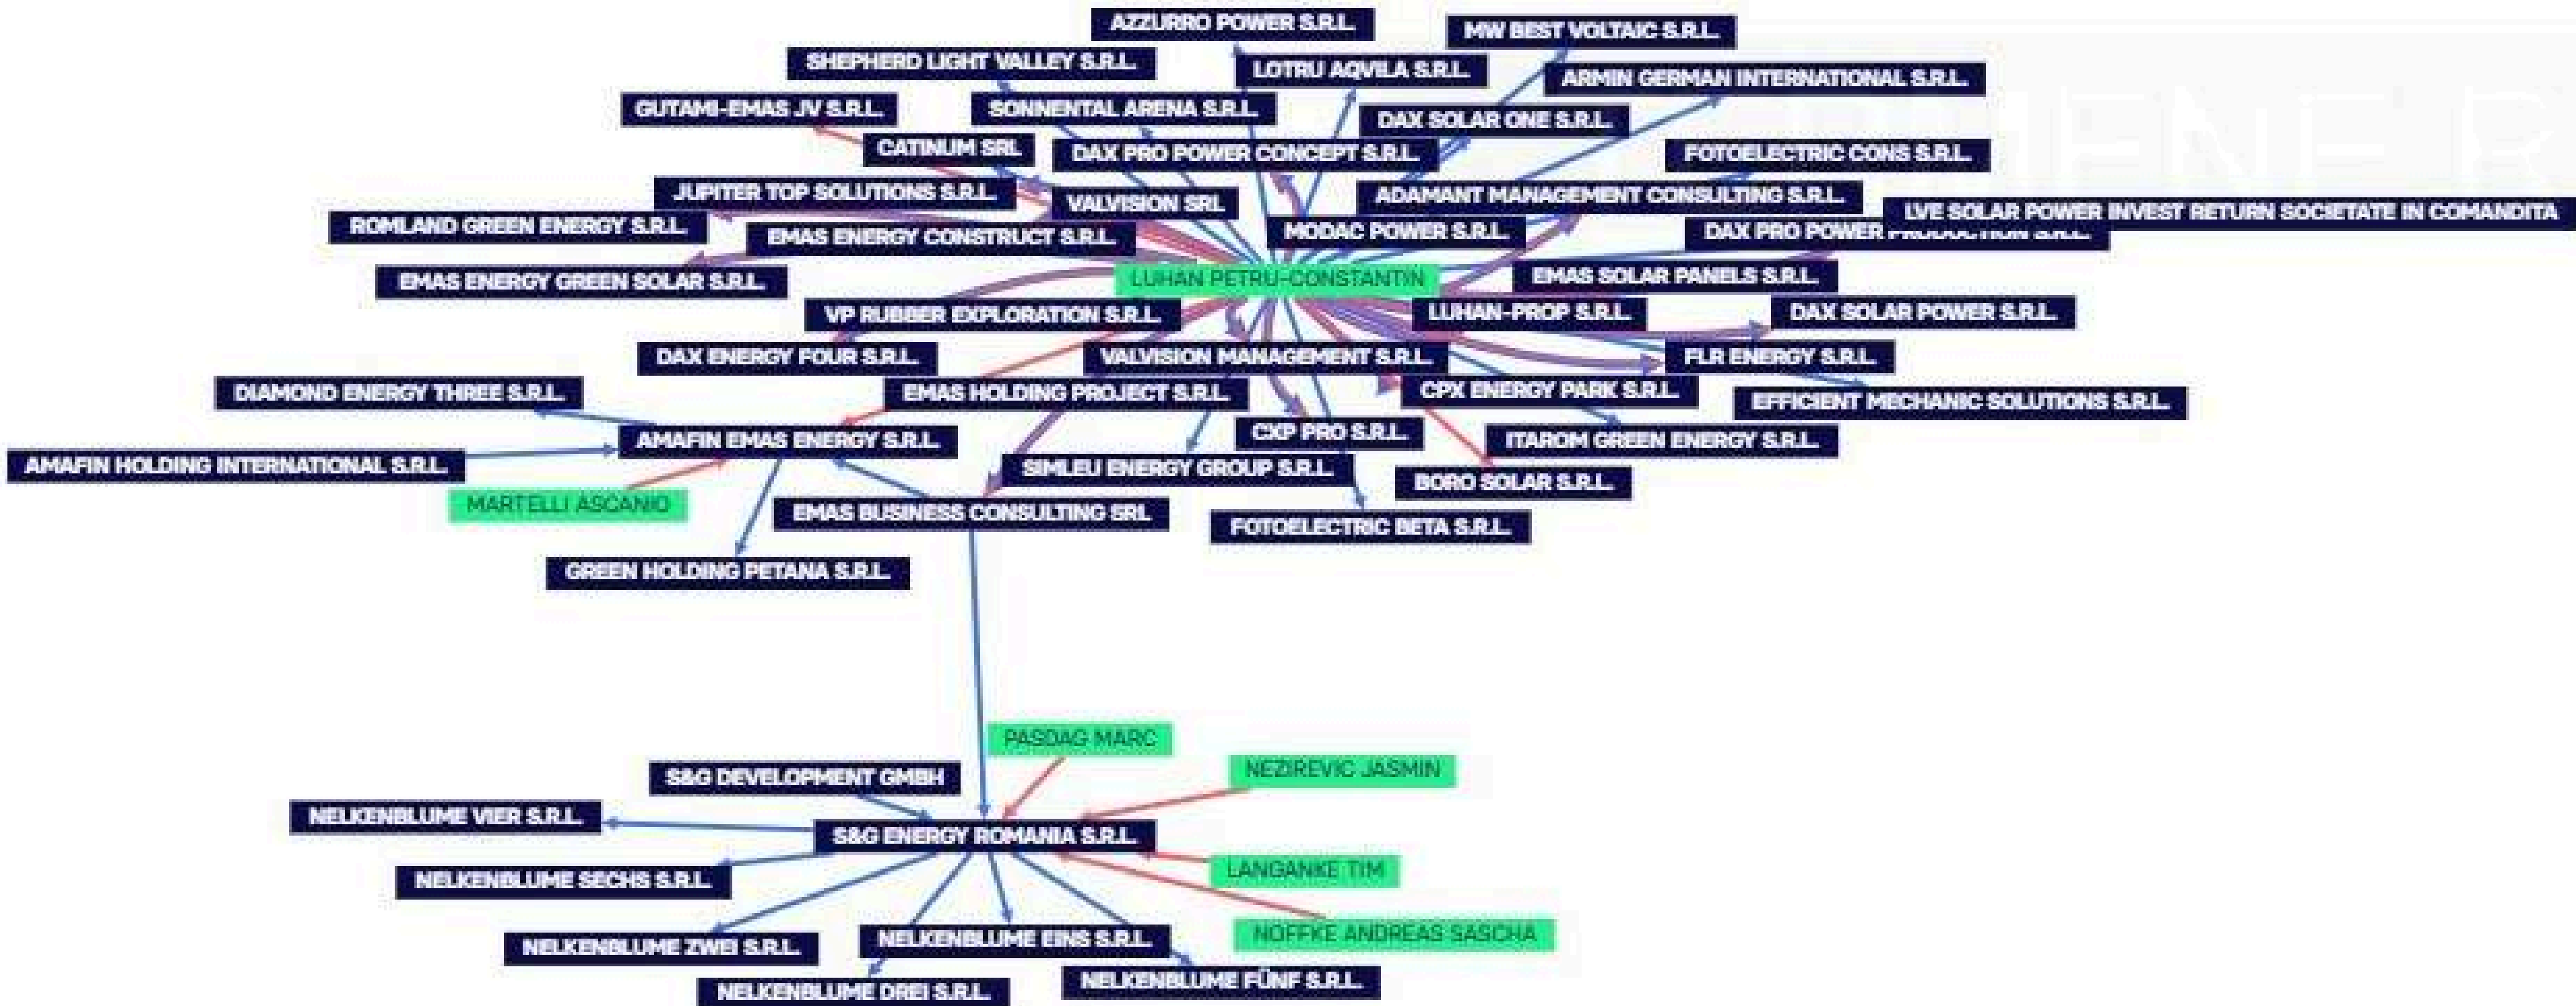 AZZURRO POWER S.R.L.
MW BEST VOLTAIC S.R.L.
SHEPHERD LIGHT VALLEY S.R.L.
LOTRU AQVILA S.R.L.
ARMIN GERMAN INTERNATIONAL S.R.L.
GUTAMI-EMAS JV S.R.L.
SONNENTAL ARENA S.R.L.
DAX SOLAR ONE S.R.L.
CATINUM SRL
DAX PRO POWER CONCEPT S.R.L.
FOTOELECTRIC CONS S.R.L.
JUPITER TOP SOLUTIONS S.R.L.
VALVISION SRL
ADAMANT MANAGEMENT CONSULTING S.R.L.
LVE SOLAR POWER INVEST RETURN SOCIETATE IN COMANDITA
ROMLAND GREEN ENERGY S.R.L.
EMAS ENERGY CONSTRUCT S.R.L.
MODAC POWER S.R.L.
DAX PRO POWER PRODUCTION S.R.L.
EMAS ENERGY GREEN SOLAR S.R.L.
LUHAN PETRU-CONSTANTIN
EMAS SOLAR PANELS S.R.L.
VP RUBBER EXPLORATION S.R.L.
LUHAN-PROP S.R.L.
DAX SOLAR POWER S.R.L.
DAX ENERGY FOUR S.R.L.
VALVISION MANAGEMENT S.R.L.
FLR ENERGY S.R.L.
DIAMOND ENERGY THREE S.R.L.
EMAS HOLDING PROJECT S.R.L.
CPX ENERGY PARK S.R.L.
EFFICIENT MECHANIC SOLUTIONS S.R.L.
AMAFIN EMAS ENERGY S.R.L.
CXP PRO S.R.L.
ITAROM GREEN ENERGY S.R.L.
AMAFIN HOLDING INTERNATIONAL S.R.L.
SIMLEU ENERGY GROUP S.R.L.
BORO SOLAR S.R.L.
MARTELLI ASCANIO
EMAS BUSINESS CONSULTING SRL
FOTOELECTRIC BETA S.R.L.
GREEN HOLDING PETANA S.R.L.
PASDAG MARC
S&G DEVELOPMENT GMBH
NEZIREVIC JASMIN
NELKENBLUME VIER S.R.L.
S&G ENERGY ROMANIA S.R.L.
NELKENBLUME SECHS S.R.L.
LANGANKE TIM
NELKENBLUME ZWEI S.R.L.
NELKENBLUME EINS S.R.L.
NOFFKE ANDREAS SASCHA
NELKENBLUME DREI S.R.L.
NELKENBLUME FÜNF S.R.L.